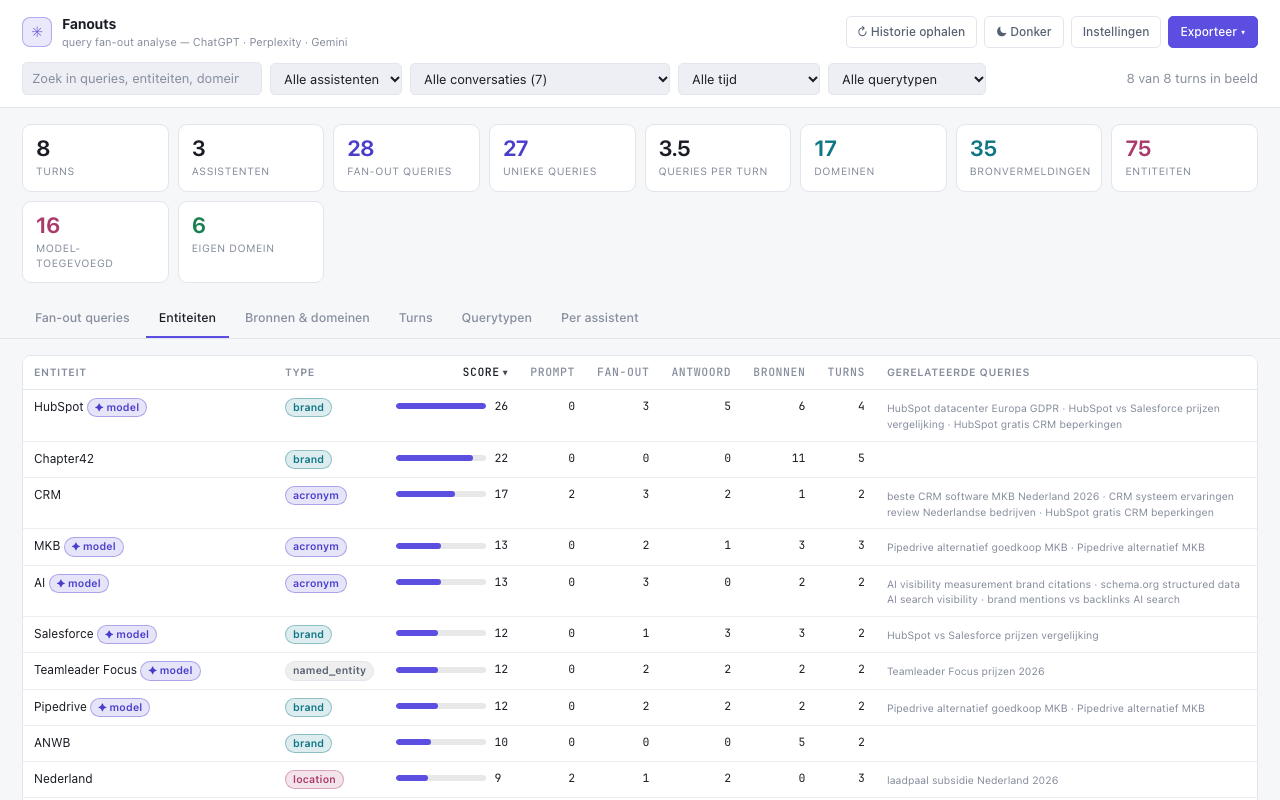 Fanouts
query fan-out analyse — ChatGPT · Perplexity · Gemini
Historie ophalen
Donker
Instellingen
Exporteer
Zoek in queries, entiteiten, domeir
Alle assistenten
Alle conversaties (7)
Alle tijd
Alle querytypen
8 van 8 turns in beeld
8
TURNS
3
ASSISTENTEN
28
FAN-OUT QUERIES
27
UNIEKE QUERIES
3.5
QUERIES PER TURN
17
DOMEINEN
35
BRONVERMELDINGEN
75
ENTITEITEN
16
MODEL-
TOEGEVOEGD
6
EIGEN DOMEIN
Fan-out queries Entiteiten Bronnen & domeinen Turns Querytypen Per assistent
ENTITEIT TYPE SCORE ▾ PROMPT FAN-OUT ANTWOORD BRONNEN TURNS GERELATEERDE QUERIES
HubSpot ✦ model brand 26 0 3 5 6 4 HubSpot datacenter Europa GDPR · HubSpot vs Salesforce prijzen
vergelijking · HubSpot gratis CRM beperkingen
Chapter42 brand 22 0 0 0 11 5
CRM acronym 17 2 3 2 1 2 beste CRM software MKB Nederland 2026 · CRM systeem ervaringen
review Nederlandse bedrijven · HubSpot gratis CRM beperkingen
MKB ✦ model acronym 13 0 2 1 3 3 Pipedrive alternatief goedkoop MKB · Pipedrive alternatief MKB
AI ✦ model acronym 13 0 3 0 2 2 AI visibility measurement brand citations · schema.org structured data
AI search visibility · brand mentions vs backlinks AI search
Salesforce ✦ model brand 12 0 1 3 3 2 HubSpot vs Salesforce prijzen vergelijking
Teamleader Focus ✦ model named_entity 12 0 2 2 2 2 Teamleader Focus prijzen 2026
Pipedrive ✦ model brand 12 0 2 2 2 2 Pipedrive alternatief goedkoop MKB · Pipedrive alternatief MKB
ANWB brand 10 0 0 0 5 2
Nederland location 9 2 1 2 0 3 laadpaal subsidie Nederland 2026